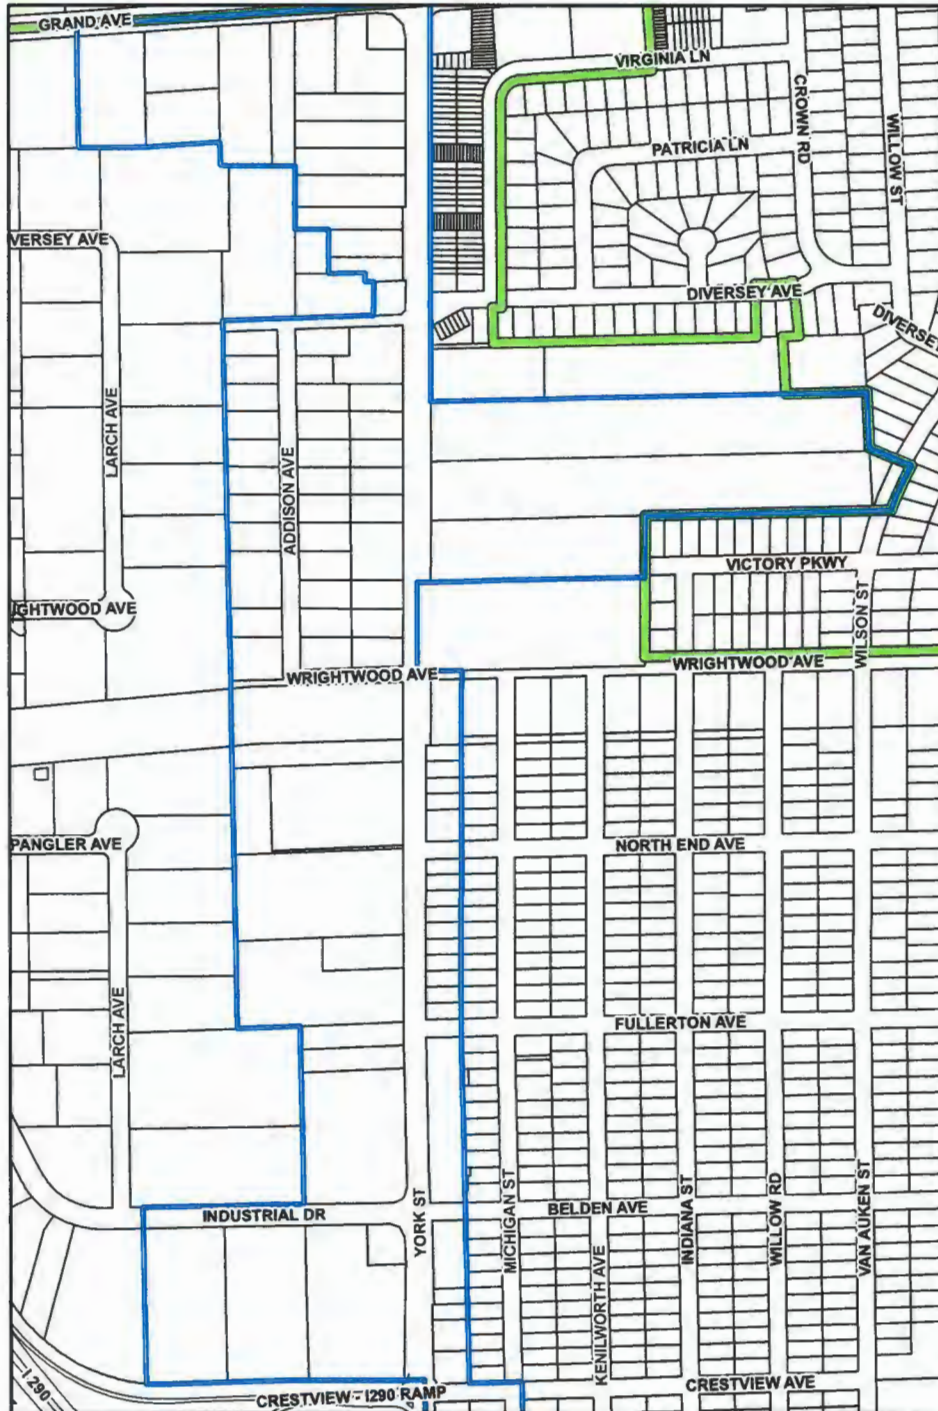 GRAND AVE
VIRGINIA LN
CROWN RD
WILLOW ST
PATRICIA LN
VERSEY AVE
DIVERSEY AVE
DIVERSE
LARCH AVE
ADDISON AVE
VICTORY PKWY
WILSON ST
IGHTWOOD AVE
WRIGHTWOOD AVE
WRIGHTWOOD AVE
PANGLER AVE
NORTH END AVE
LARCH AVE
FULLERTON AVE
INDUSTRIAL DR
YORK ST
MICHIGAN ST
BELDEN AVE
KENILWORTH AVE
INDIANA ST
WILLOW RD
VAN AUKEN ST
I 290
CRESTVIEW - I290 RAMP
CRESTVIEW AVE